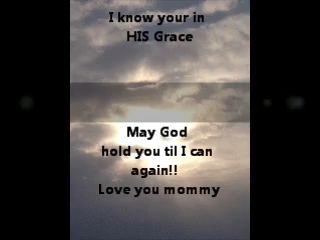 I know your in
HIS Grace
May God
hold you til I can
again!!
Love you mommy